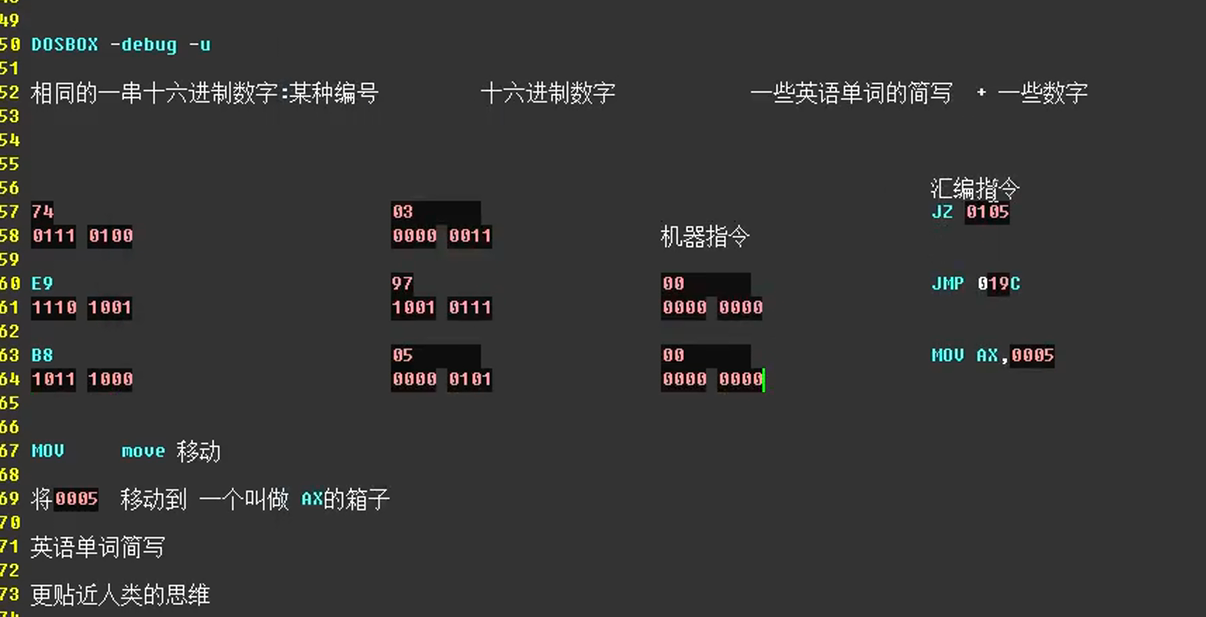 49
50 DOSBOX -debug -u
51
52 相同的一串十六进制数字:某种编号 十六进制数字 一些英语单词的简写 + 一些数字
53
54
55
56 汇编指令
57 74 03 JZ 0105
58 0111 0100 0000 0011 机器指令
59
60 E9 97 00 JMP 019C
61 1110 1001 1001 0111 0000 0000
62
63 B8 05 00 MOV AX,0005
64 1011 1000 0000 0101 0000 0000
65
66
67 MOV move 移动
68
69 将0005 移动到 一个叫做 AX的箱子
70
71 英语单词简写
72
73 更贴近人类的思维